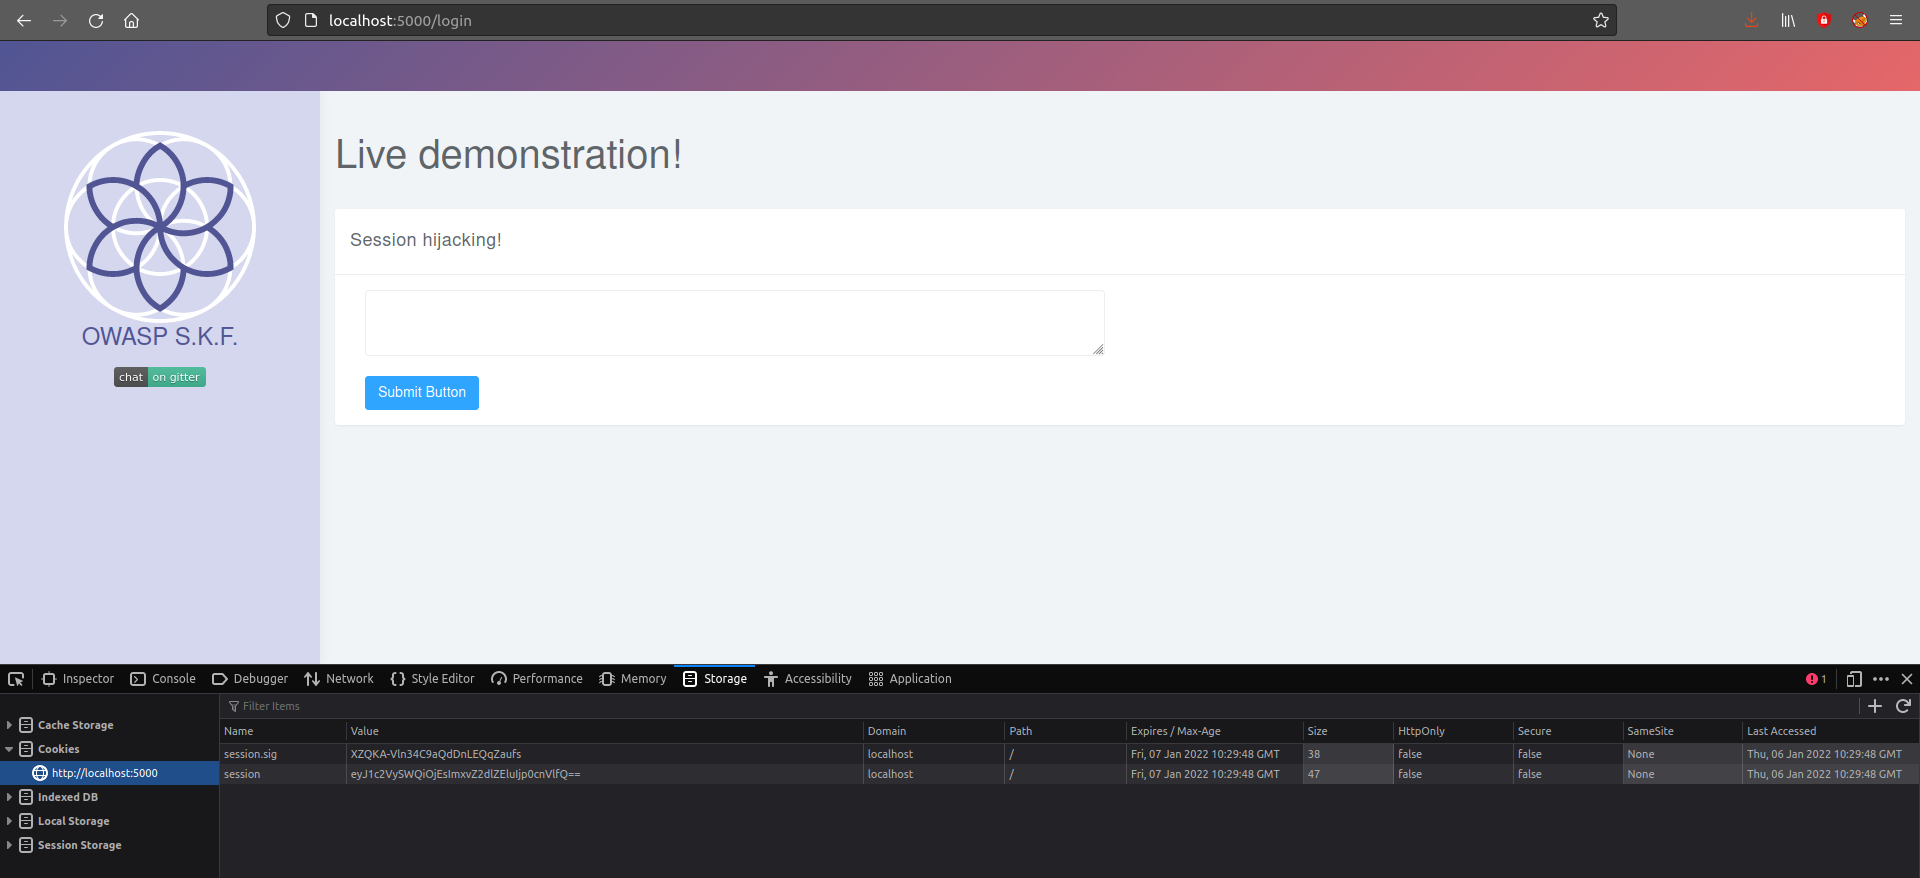 localhost:5000/login
Live demonstration!
Session hijacking!
OWASP S.K.F.
chat on gitter
Submit Button
Inspector Console Debugger Network Style Editor Performance Memory Storage Accessibility Application 1
Filter Items
Cache Storage
Cookies
http://localhost:5000
Indexed DB
Local Storage
Session Storage
Name Value Domain Path Expires / Max-Age Size HttpOnly Secure SameSite Last Accessed
session.sig XZQKA-Vln34C9aQdDnLEQqZaufs localhost / Fri, 07 Jan 2022 10:29:48 GMT 38 false false None Thu, 06 Jan 2022 10:29:48 GMT
session eyJ1c2VySWQiOjEsImxvZ2dlZEluIjp0cnVlfQ== localhost / Fri, 07 Jan 2022 10:29:48 GMT 47 false false None Thu, 06 Jan 2022 10:29:48 GMT